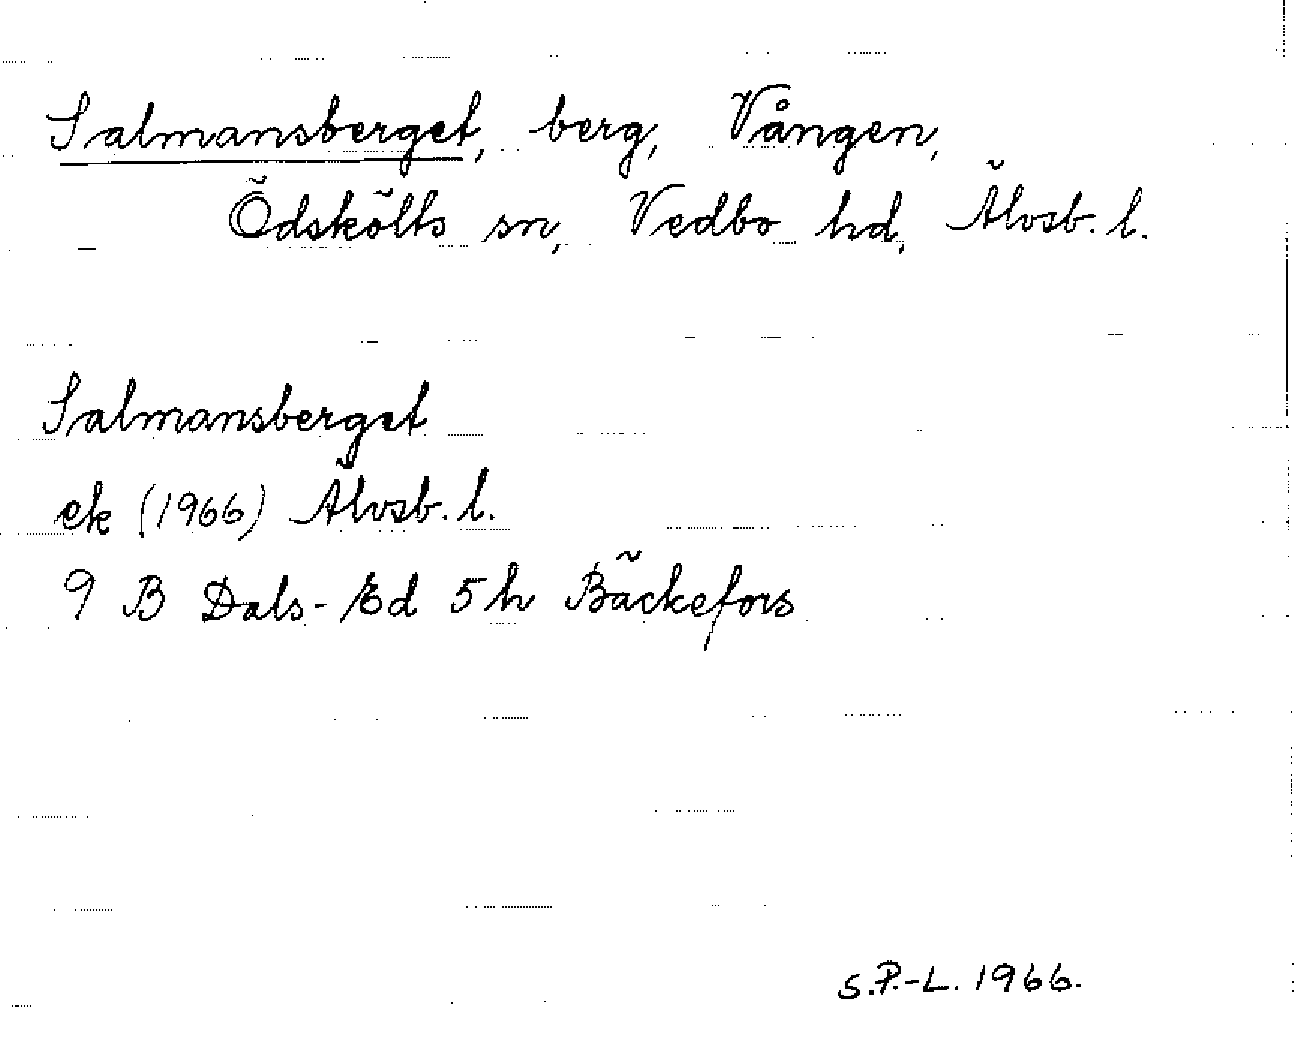 Salmansberget, berg, Vången,
Ödskölts sn, Vedbo hd, Älvsb. l.
Salmansberget
ek (1966) Älvsb. l.
9 B Dals-Ed 5 h Bäckefors
S.P.-L. 1966.